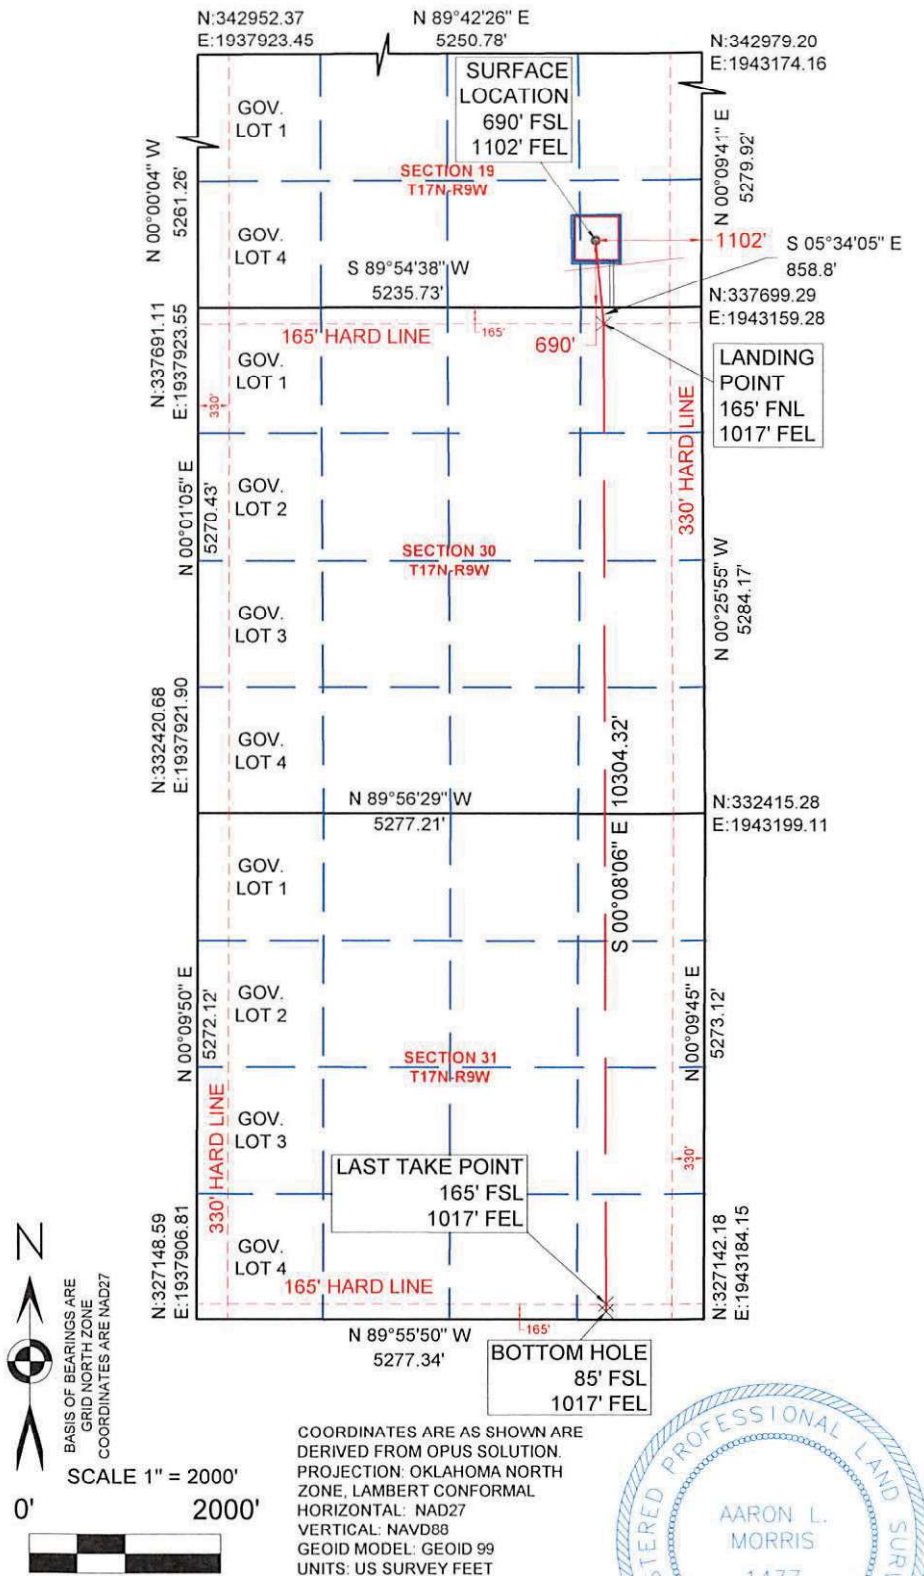 N:342952.37
E:1937923.45
N 89°42'26" E
5250.78'
N:342979.20
E:1943174.16
SURFACE
LOCATION
690' FSL
1102' FEL
GOV.
LOT 1
N 00°00'04" W
5261.26'
SECTION 19
T17N-R9W
N 00°09'41" E
5279.92'
GOV.
LOT 4
1102'
S 05°34'05" E
858.8'
S 89°54'38" W
5235.73'
N:337699.29
E:1943159.28
N:337691.11
E:1937923.55
165' HARD LINE
165'
690'
GOV.
LOT 1
330'
LANDING
POINT
165' FNL
1017' FEL
330' HARD LINE
N 00°01'05" E
5270.43'
GOV.
LOT 2
SECTION 30
T17N-R9W
N 00°25'55" W
5284.17'
GOV.
LOT 3
N:332420.68
E:1937921.90
GOV.
LOT 4
S 00°08'06" E 10304.32'
N 89°56'29" W
5277.21'
N:332415.28
E:1943199.11
GOV.
LOT 1
N 00°09'50" E
5272.12'
GOV.
LOT 2
N 00°09'45" E
5273.12'
SECTION 31
T17N-R9W
330' HARD LINE
GOV.
LOT 3
LAST TAKE POINT
165' FSL
1017' FEL
330'
N:327148.59
E:1937906.81
GOV.
LOT 4
165' HARD LINE
N:327142.18
E:1943184.15
165'
N 89°55'50" W
5277.34'
BOTTOM HOLE
85' FSL
1017' FEL
N
BASIS OF BEARINGS ARE
GRID NORTH ZONE
COORDINATES ARE NAD27
SCALE 1" = 2000'
0'
2000'
COORDINATES ARE AS SHOWN ARE
DERIVED FROM OPUS SOLUTION.
PROJECTION: OKLAHOMA NORTH
ZONE, LAMBERT CONFORMAL
HORIZONTAL: NAD27
VERTICAL: NAVD88
GEOID MODEL: GEOID 99
UNITS: US SURVEY FEET
PROFESSIONAL LAND
AARON L.
MORRIS